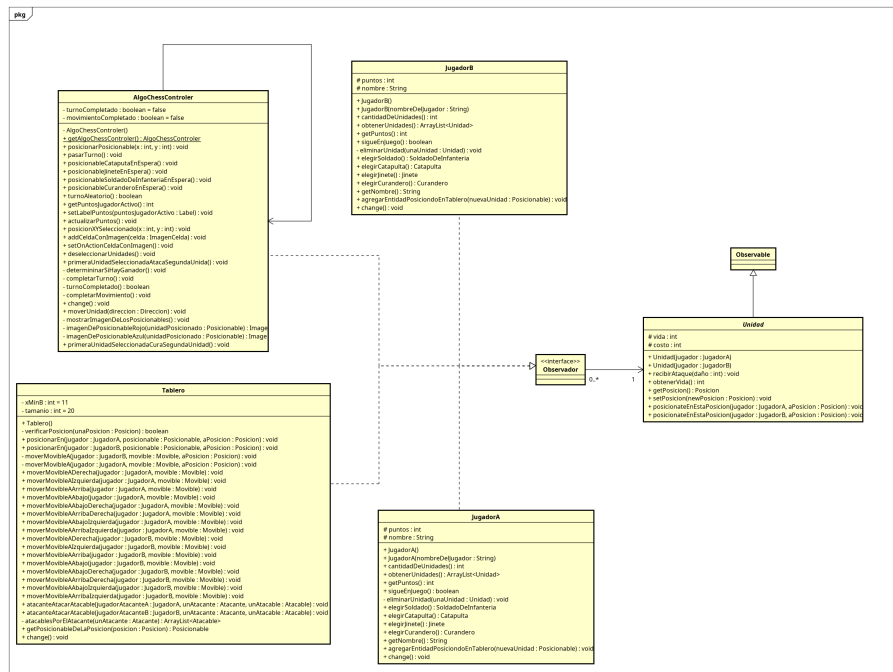 pkg
AlgoChessControler
- turnoCompletado : boolean = false
- movimientoCompletado : boolean = false
- AlgoChessControler()
+ getAlgoChessControler() : AlgoChessControler
+ posicionarPosicionable(x : int, y : int) : void
+ pasarTurno() : void
+ posicionableCatapultaEnEspera() : void
+ posicionableJineteEnEspera() : void
+ posicionableSoldadoDeInfanteriaEnEspera() : void
+ posicionableCuranderoEnEspera() : void
+ turnoAleatorio() : boolean
+ getPuntosJugadorActivo() : int
+ setLabelPuntos(puntosJugadorActivo : Label) : void
+ actualizarPuntos() : void
+ posicionXYSeleccionado(x : int, y : int) : void
+ addCeldaConImagen(celda : ImagenCelda) : void
+ setOnActionCeldaConImagen() : void
+ deseleccionarUnidades() : void
+ primeraUnidadSeleccionadaAtacaSegundaUnida() : void
- determininarSiHayGanador() : void
- completarTurno() : void
- turnoCompletado() : boolean
- completarMovimiento() : void
+ change() : void
+ moverUnidad(direccion : Direccion) : void
- mostrarImagenDeLosPosicionables() : void
- imagenDePosicionableRojo(unidadPosicionado : Posicionable) : Image
- imagenDePosicionableAzul(unidadPosicionado : Posicionable) : Image
+ primeraUnidadSeleccionadaCuraSegundaUnidad() : void
JugadorB
# puntos : int
# nombre : String
+ JugadorB()
+ JugadorB(nombreDelJugador : String)
+ cantidadDeUnidades() : int
+ obtenerUnidades() : ArrayList<Unidad>
+ getPuntos() : int
+ sigueEnJuego() : boolean
- eliminarUnidad(unaUnidad : Unidad) : void
+ elegirSoldado() : SoldadoDeInfanteria
+ elegirCatapulta() : Catapulta
+ elegirJinete() : Jinete
+ elegirCurandero() : Curandero
+ getNombre() : String
+ agregarEntidadPosiciondoEnTablero(nuevaUnidad : Posicionable) : void
+ change() : void
Observable
Unidad
# vida : int
# costo : int
+ Unidad(jugador : JugadorA)
+ Unidad(jugador : JugadorB)
+ recibirAtaque(daño : int) : void
+ obtenerVida() : int
+ getPosicion() : Posicion
+ setPosicion(newPosicion : Posicion) : void
+ posicionateEnEstaPosicion(jugador : JugadorA, aPosicion : Posicion) : void
+ posicionateEnEstaPosicion(jugador : JugadorB, aPosicion : Posicion) : void
<<interface>>
Observador
0..*
1
Tablero
- xMinB : int = 11
- tamanio : int = 20
+ Tablero()
- verificarPosicion(unaPosicion : Posicion) : boolean
+ posicionarEn(jugador : JugadorA, posicionable : Posicionable, aPosicion : Posicion) : void
+ posicionarEn(jugador : JugadorB, posicionable : Posicionable, aPosicion : Posicion) : void
- moverMovibleA(jugador : JugadorB, movible : Movible, aPosicion : Posicion) : void
- moverMovibleA(jugador : JugadorA, movible : Movible, aPosicion : Posicion) : void
+ moverMovibleADerecha(jugador : JugadorA, movible : Movible) : void
+ moverMovibleAIzquierda(jugador : JugadorA, movible : Movible) : void
+ moverMovibleAArriba(jugador : JugadorA, movible : Movible) : void
+ moverMovibleAAbajo(jugador : JugadorA, movible : Movible) : void
+ moverMovibleAAbajoDerecha(jugador : JugadorA, movible : Movible) : void
+ moverMovibleAArribaDerecha(jugador : JugadorA, movible : Movible) : void
+ moverMovibleAAbajoIzquierda(jugador : JugadorA, movible : Movible) : void
+ moverMovibleAArribaIzquierda(jugador : JugadorA, movible : Movible) : void
+ moverMovibleADerecha(jugador : JugadorB, movible : Movible) : void
+ moverMovibleAIzquierda(jugador : JugadorB, movible : Movible) : void
+ moverMovibleAArriba(jugador : JugadorB, movible : Movible) : void
+ moverMovibleAAbajo(jugador : JugadorB, movible : Movible) : void
+ moverMovibleAAbajoDerecha(jugador : JugadorB, movible : Movible) : void
+ moverMovibleAArribaDerecha(jugador : JugadorB, movible : Movible) : void
+ moverMovibleAAbajoIzquierda(jugador : JugadorB, movible : Movible) : void
+ moverMovibleAArribaIzquierda(jugador : JugadorB, movible : Movible) : void
+ atacanteAtacarAtacable(jugadorAtacanteA : JugadorA, unAtacante : Atacante, unAtacable : Atacable) : void
+ atacanteAtacarAtacable(jugadorAtacanteB : JugadorB, unAtacante : Atacante, unAtacable : Atacable) : void
- atacablesPorElAtacante(unAtacante : Atacante) : ArrayList<Atacable>
+ getPosicionableDeLaPosicion(posicion : Posicion) : Posicionable
+ change() : void
JugadorA
# puntos : int
# nombre : String
+ JugadorA()
+ JugadorA(nombreDelJugador : String)
+ cantidadDeUnidades() : int
+ obtenerUnidades() : ArrayList<Unidad>
+ getPuntos() : int
+ sigueEnJuego() : boolean
- eliminarUnidad(unaUnidad : Unidad) : void
+ elegirSoldado() : SoldadoDeInfanteria
+ elegirCatapulta() : Catapulta
+ elegirJinete() : Jinete
+ elegirCurandero() : Curandero
+ getNombre() : String
+ agregarEntidadPosiciondoEnTablero(nuevaUnidad : Posicionable) : void
+ change() : void